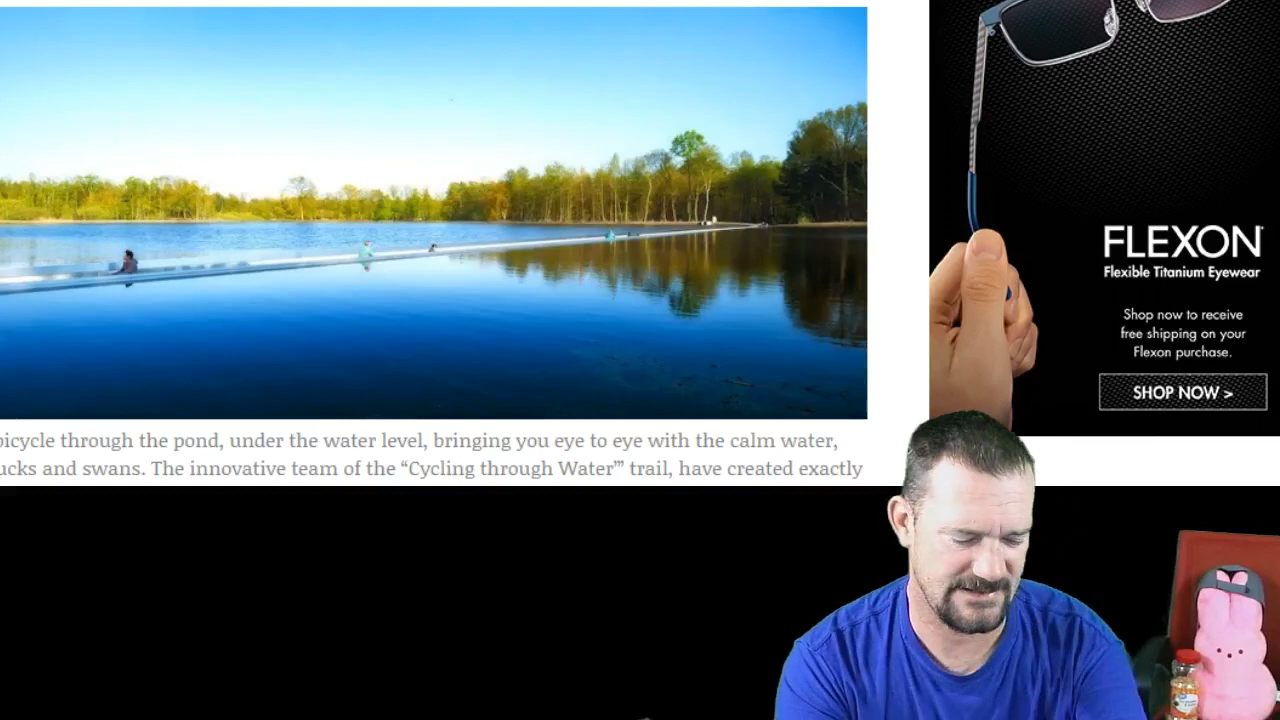 FLEXON
Flexible Titanium Eyewear
Shop now to receive
free shipping on your
Flexon purchase.
SHOP NOW >
bicycle through the pond, under the water level, bringing you eye to eye with the calm water,
ucks and swans. The innovative team of the “Cycling through Water’” trail, have created exactly